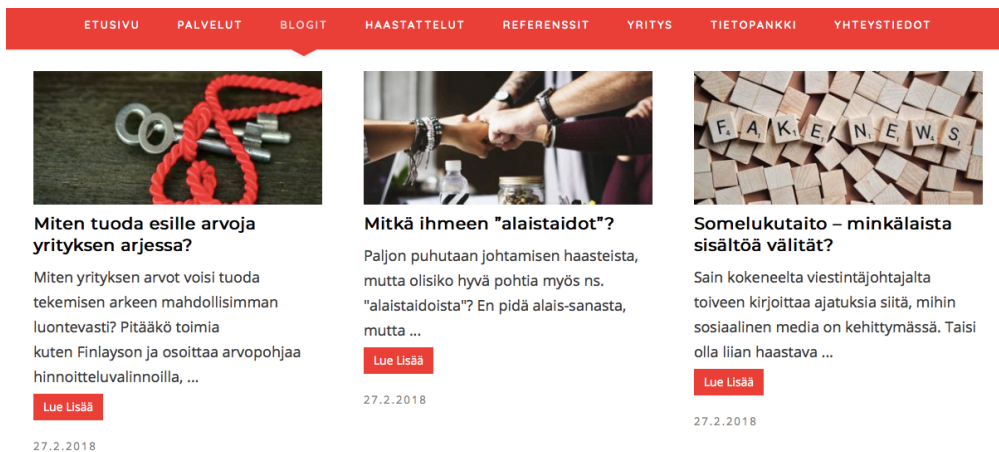 ETUSIVU PALVELUT BLOGIT HAASTATTELUT REFERENSSIT YRITYS TIETOPANKKI YHTEYSTIEDOT
Miten tuoda esille arvoja
yrityksen arjessa?
Miten yrityksen arvot voisi tuoda
tekemisen arkeen mahdollisimman
luontevasti? Pitääkö toimia
kuten Finlayson ja osoittaa arvopohjaa
hinnoitteluvalinnoilla, ...
Lue Lisää
27.2.2018
Mitkä ihmeen ”alaistaidot”?
Paljon puhutaan johtamisen haasteista,
mutta olisiko hyvä pohtia myös ns.
"alaistaidoista"? En pidä alais-sanasta,
mutta ...
Lue Lisää
27.2.2018
FAKE NEWS
Somelukutaito – minkälaista
sisältöä välität?
Sain kokeneelta viestintäjohtajalta
toiveen kirjoittaa ajatuksia siitä, mihin
sosiaalinen media on kehittymässä. Taisi
olla liian haastava ...
Lue Lisää
27.2.2018